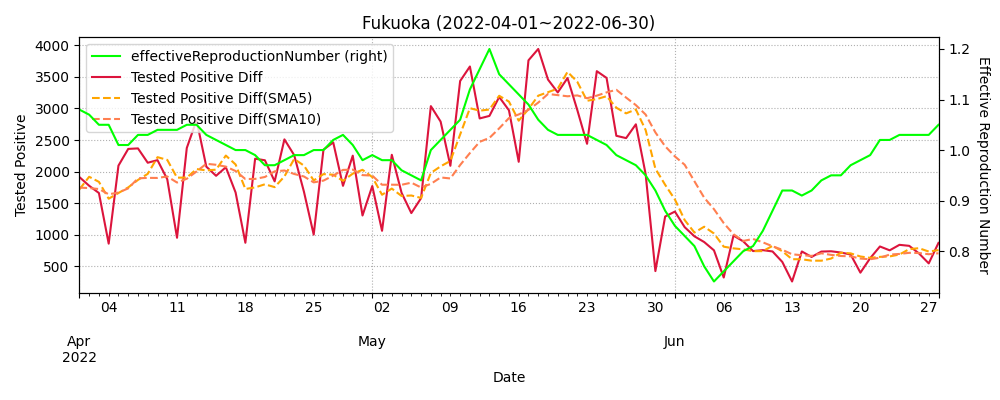 Fukuoka (2022-04-01~2022-06-30)
effectiveReproductionNumber (right)
Tested Positive Diff
Tested Positive Diff(SMA5)
Tested Positive Diff(SMA10)
Tested Positive
4000
3500
3000
2500
2000
1500
1000
500
1.2
1.1
1.0
0.9
0.8
Effective Reproduction Number
04 11 18 25 02 09 16 23 30 06 13 20 27
Apr May Jun
2022
Date